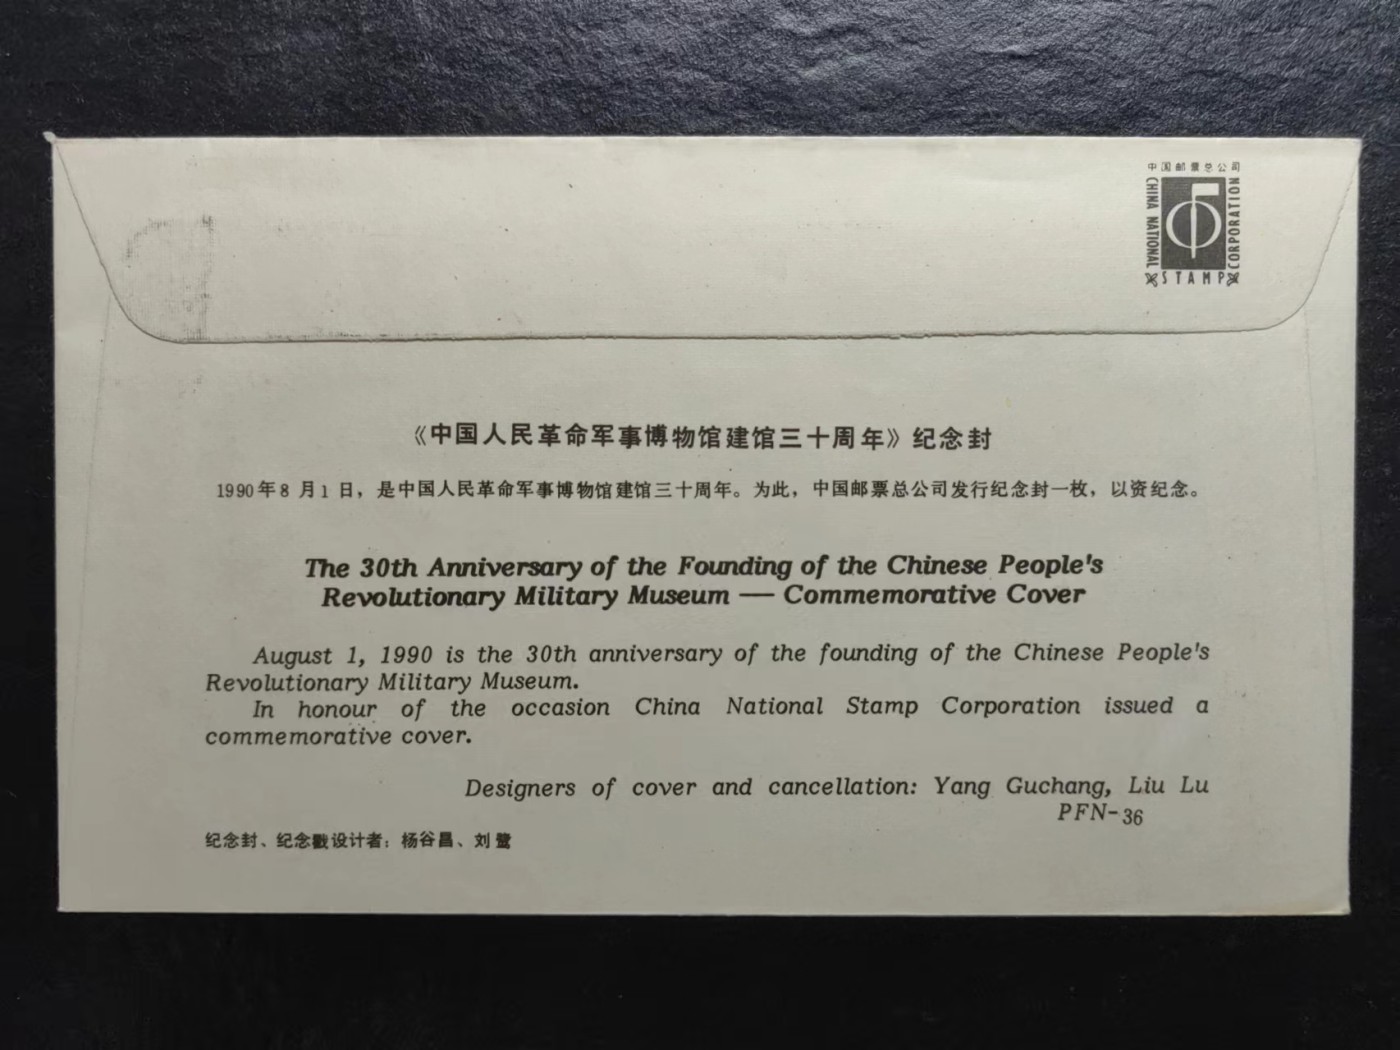 中国邮票总公司
CHINA NATIONAL
STAMP
CORPORATION
《中国人民革命军事博物馆建馆三十周年》纪念封
1990年8月1日，是中国人民革命军事博物馆建馆三十周年。为此，中国邮票总公司发行纪念封一枚，以资纪念。
The 30th Anniversary of the Founding of the Chinese People's
Revolutionary Military Museum — Commemorative Cover
August 1, 1990 is the 30th anniversary of the founding of the Chinese People's
Revolutionary Military Museum.
In honour of the occasion China National Stamp Corporation issued a
commemorative cover.
Designers of cover and cancellation: Yang Guchang, Liu Lu
PFN-36
纪念封、纪念戳设计者：杨谷昌、刘鹭